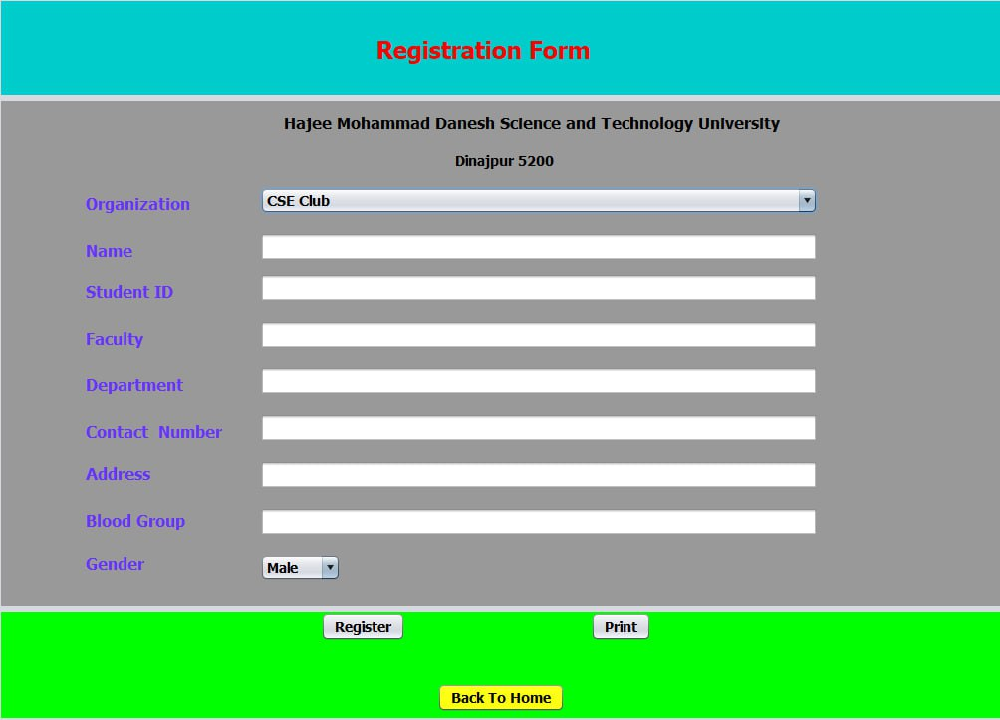 Registration Form
Hajee Mohammad Danesh Science and Technology University
Dinajpur 5200
Organization CSE Club
Name
Student ID
Faculty
Department
Contact  Number
Address
Blood Group
Gender Male
Register Print
Back To Home